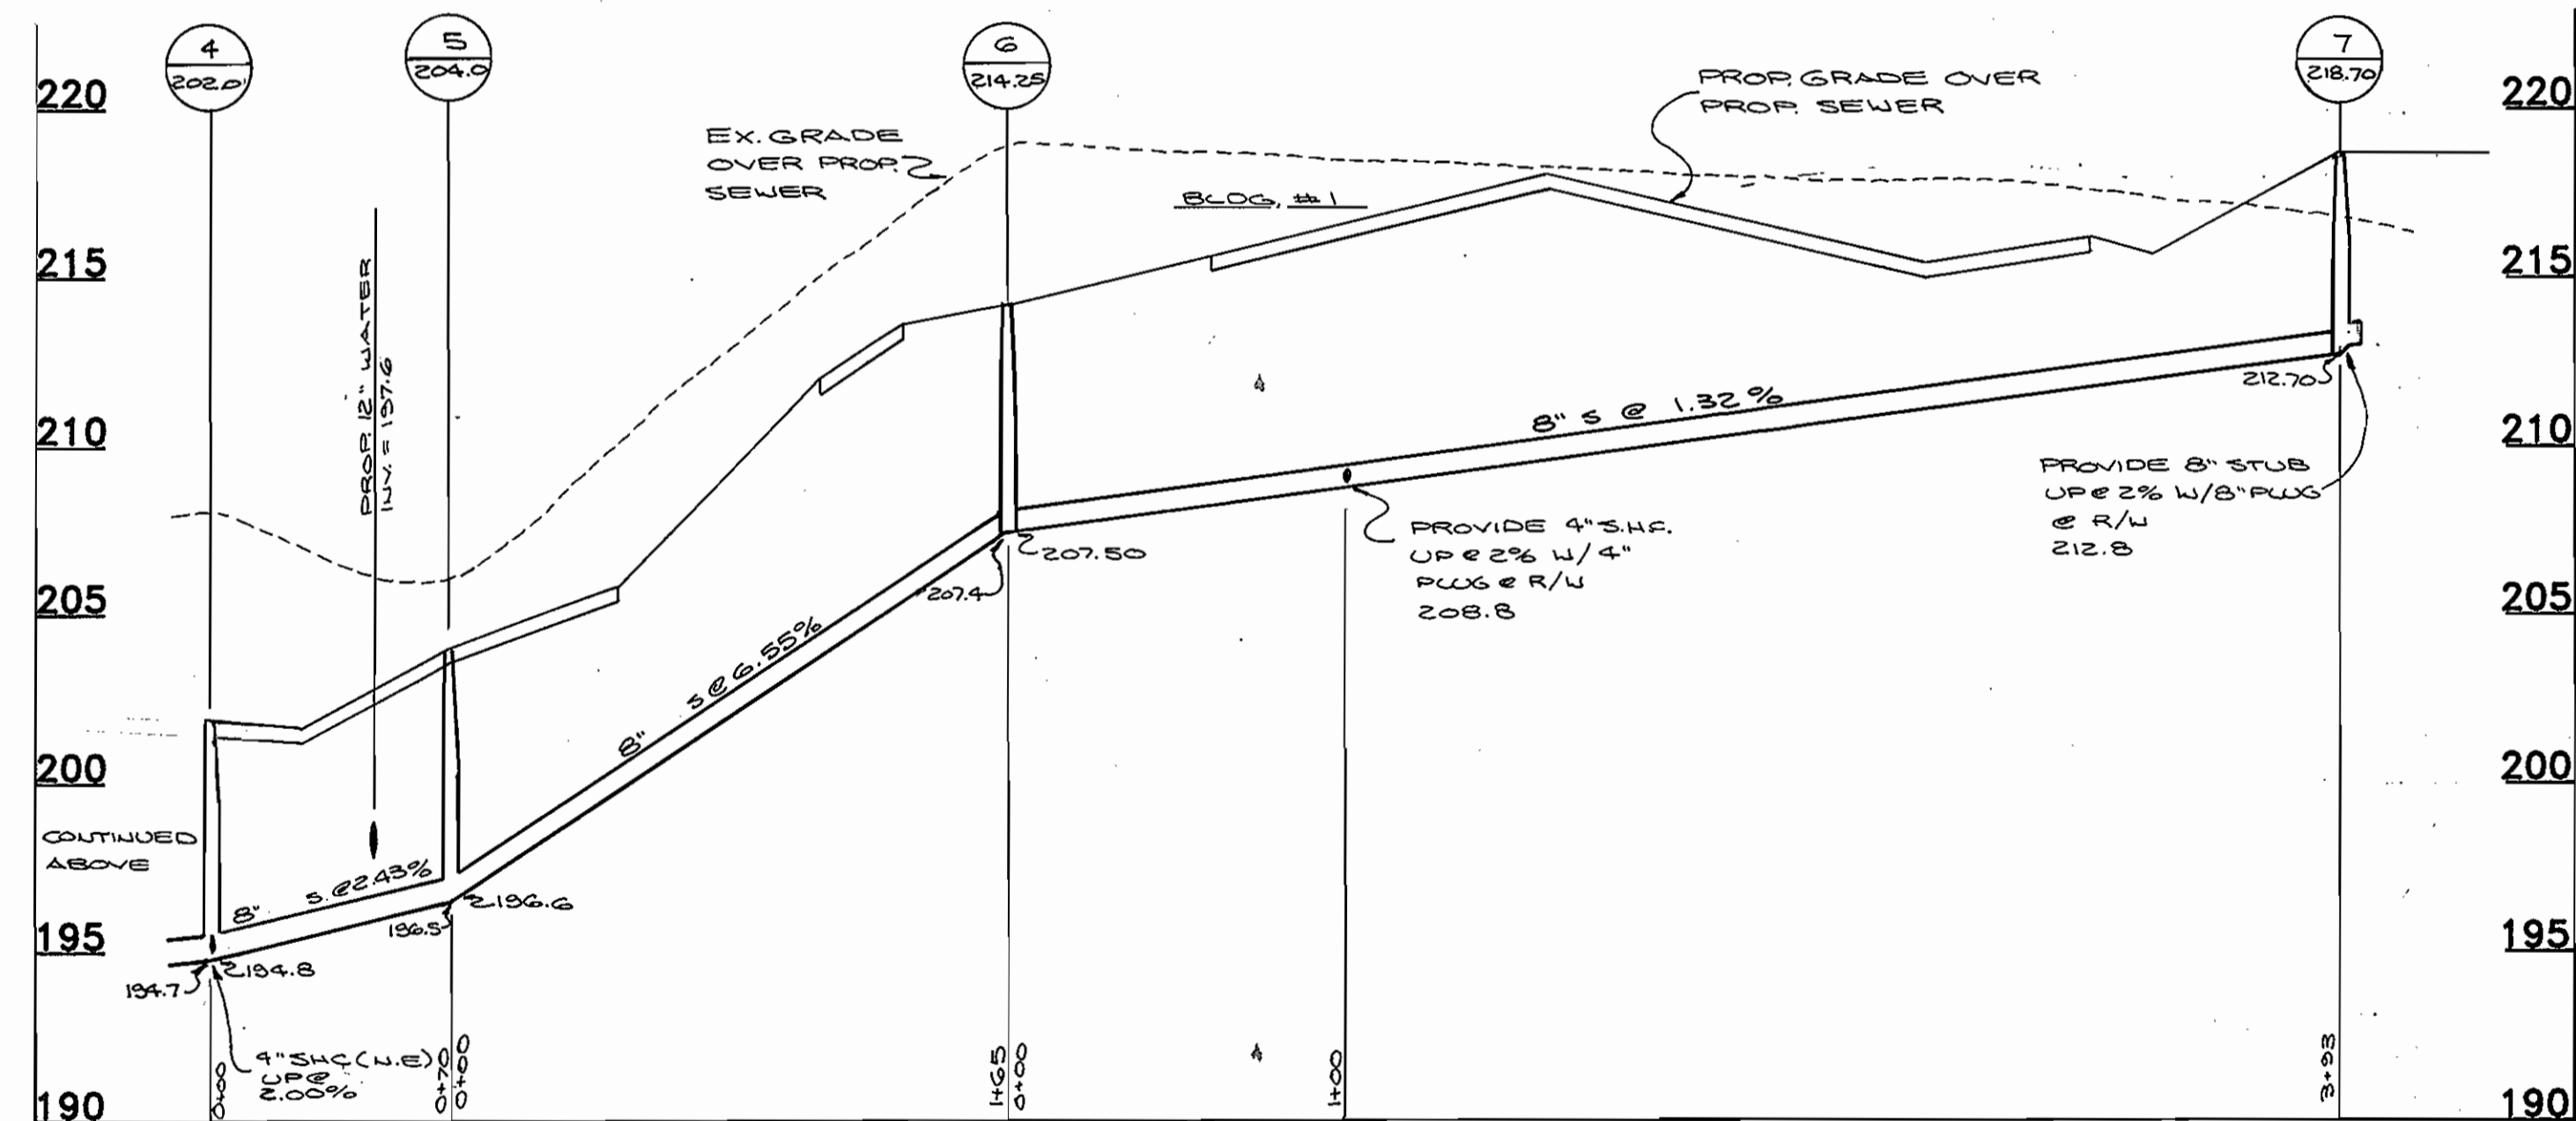 4
202.0'
5
204.0
6
214.25
7
218.70
220
215
210
205
200
195
190
220
215
210
205
200
195
190
EX. GRADE
OVER PROP.
SEWER
PROP. GRADE OVER
PROP. SEWER
BLDG. #1
PROP. 12" WATER
INV. = 197.6
8" S @ 1.32%
212.70
PROVIDE 8" STUB
UP @ 2% W/8" PLUG
@ R/W
212.8
PROVIDE 4" S.H.C.
UP @ 2% W/ 4"
PLUG @ R/W
208.8
207.50
207.4
8" S @ 6.55%
CONTINUED
ABOVE
8" S. @ 2.43%
196.6
196.5
194.8
194.7
4" SHC (N.E)
UP @
2.00%
0+00
0+70
0+00
1+65
0+00
1+00
3+93